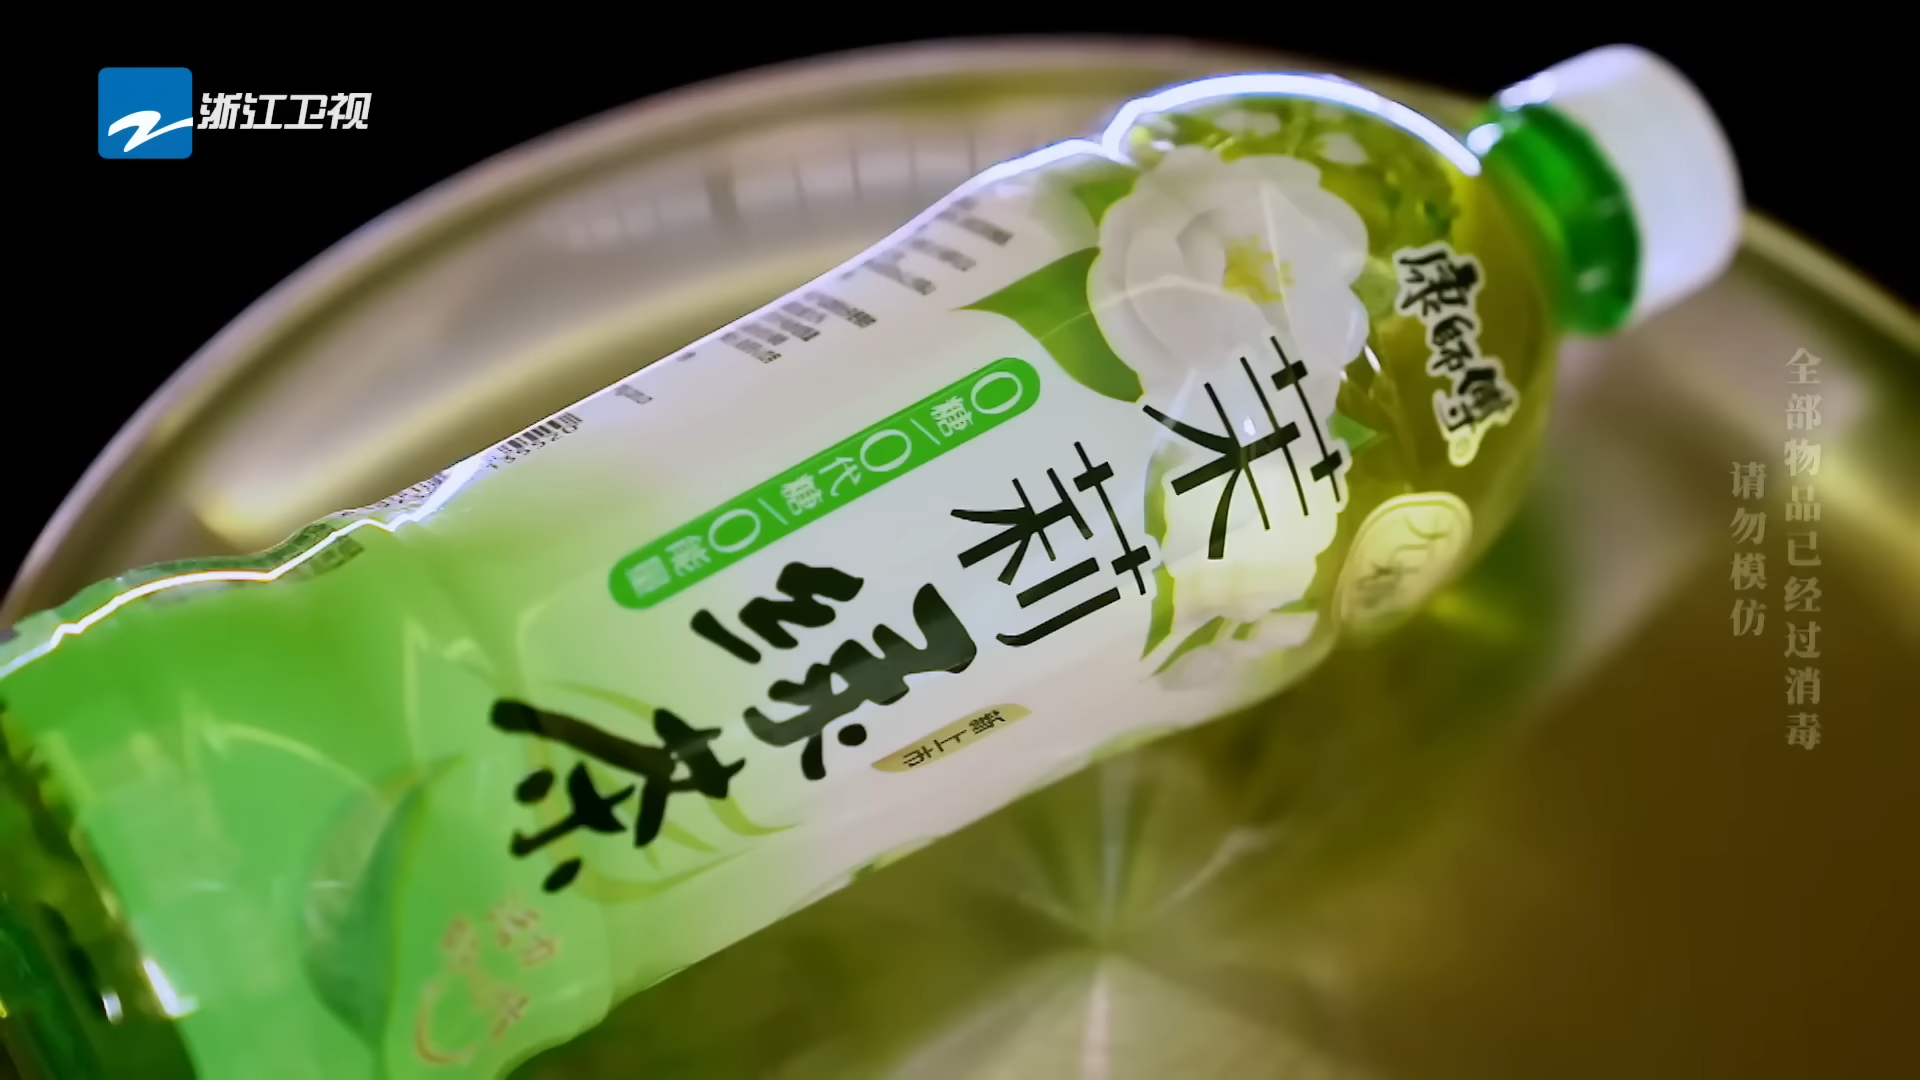 浙江卫视
康師傅
茉莉
绿茶
0糖|0代糖|0能量
新上市
全部物品已经过消毒
请勿模仿